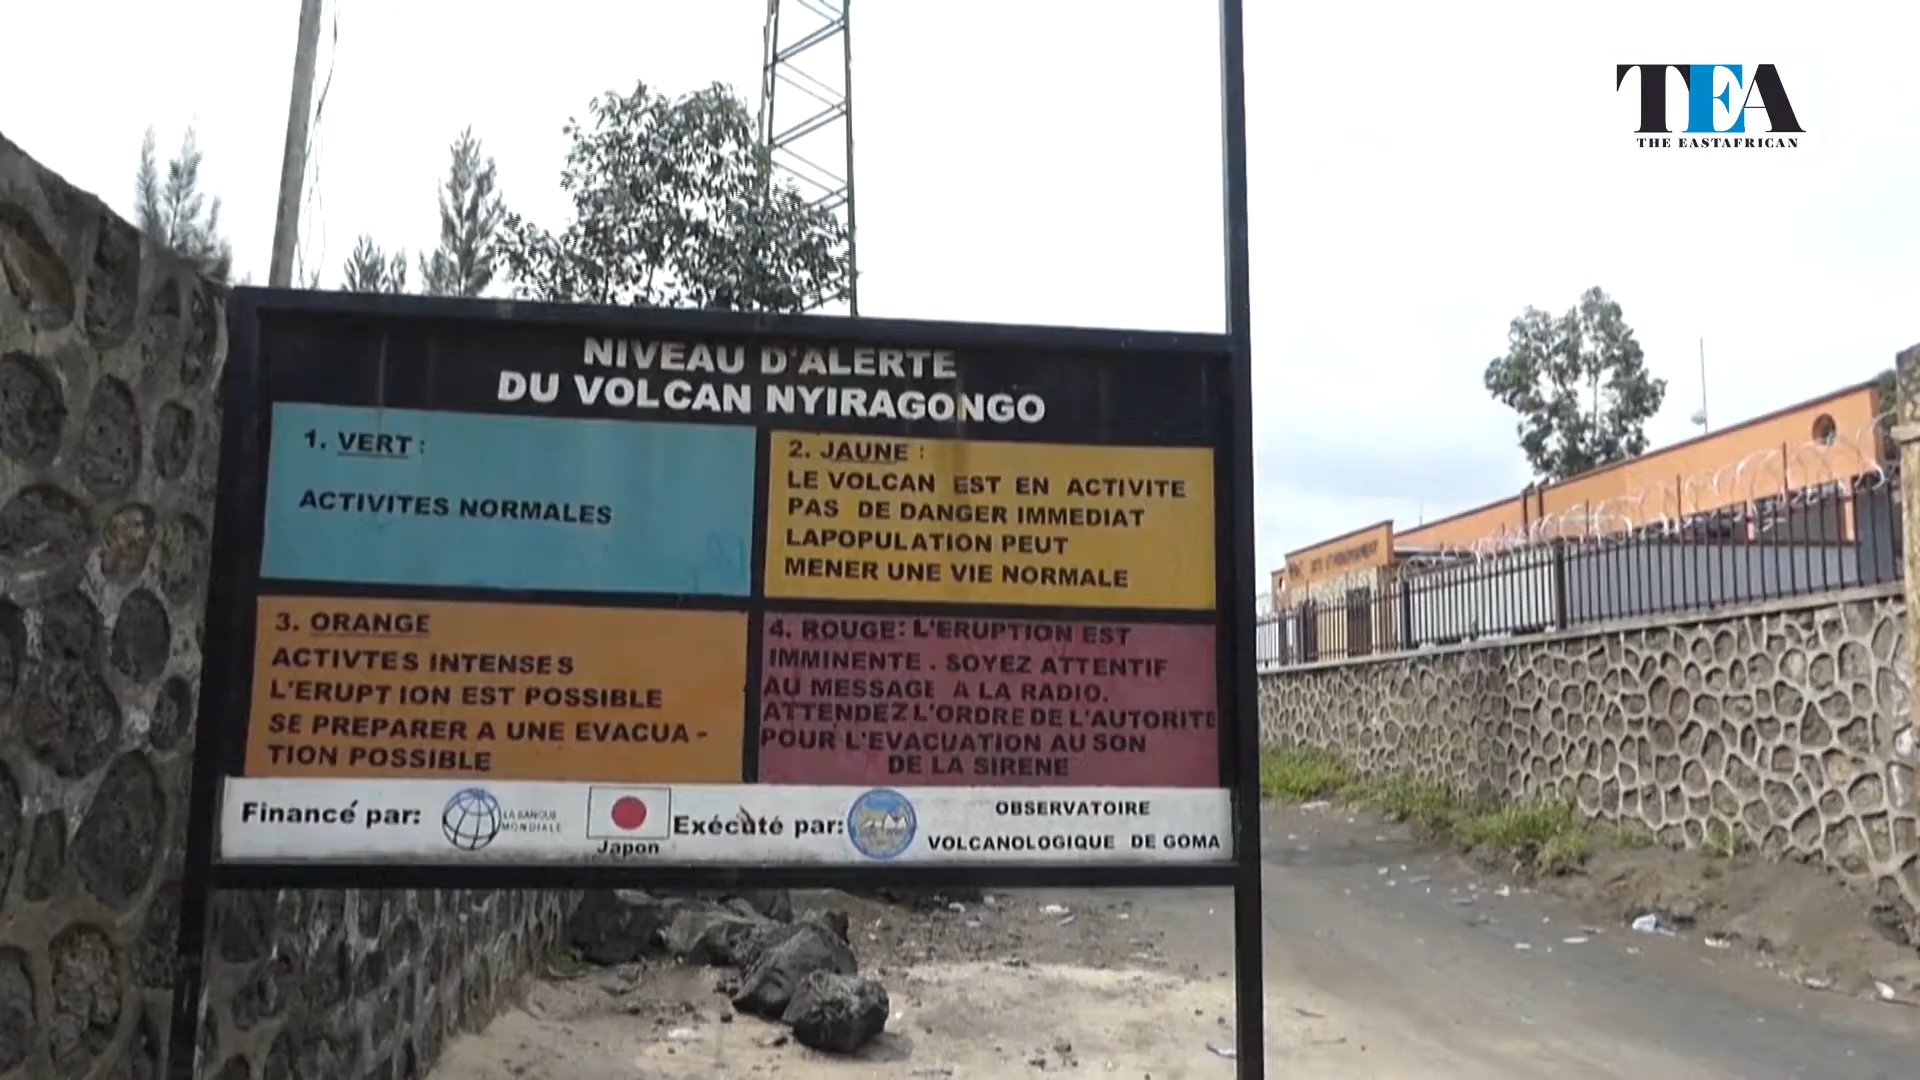 TEA
THE EASTAFRICAN
NIVEAU D'ALERTE
DU VOLCAN NYIRAGONGO
1. VERT :
ACTIVITES NORMALES
2. JAUNE :
LE VOLCAN EST EN ACTIVITE
PAS DE DANGER IMMEDIAT
LAPOPULATION PEUT
MENER UNE VIE NORMALE
3. ORANGE
ACTIVTES INTENSES
L'ERUPTION EST POSSIBLE
SE PREPARER A UNE EVACUA-
TION POSSIBLE
4. ROUGE: L'ERUPTION EST
IMMINENTE. SOYEZ ATTENTIF
AU MESSAGE A LA RADIO.
ATTENDEZ L'ORDRE DE L'AUTORITE
POUR L'EVACUATION AU SON
DE LA SIRENE
Financé par:
LA BANQUE
MONDIALE
Japon
Exécuté par:
OBSERVATOIRE
VOLCANOLOGIQUE DE GOMA